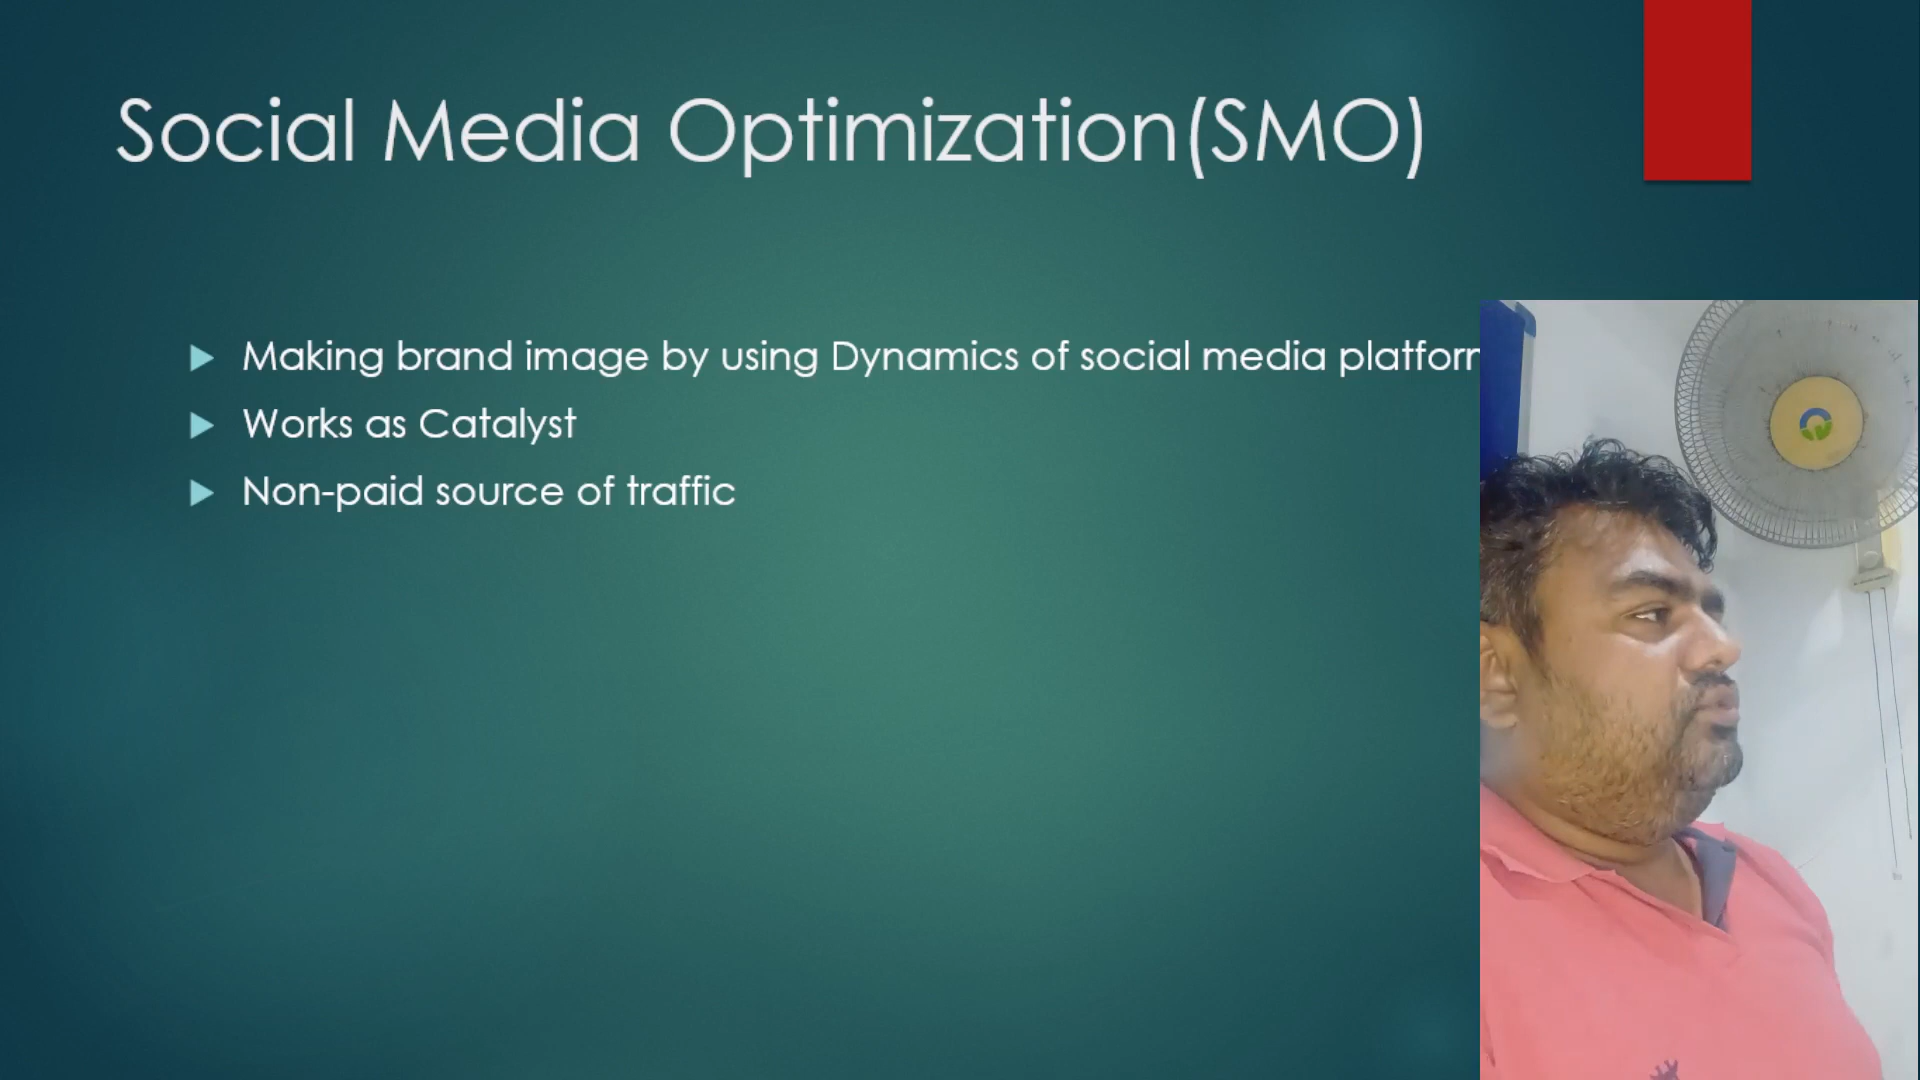 Social Media Optimization(SMO)
Making brand image by using Dynamics of social media
Works as Catalyst
Non-paid source of traffic